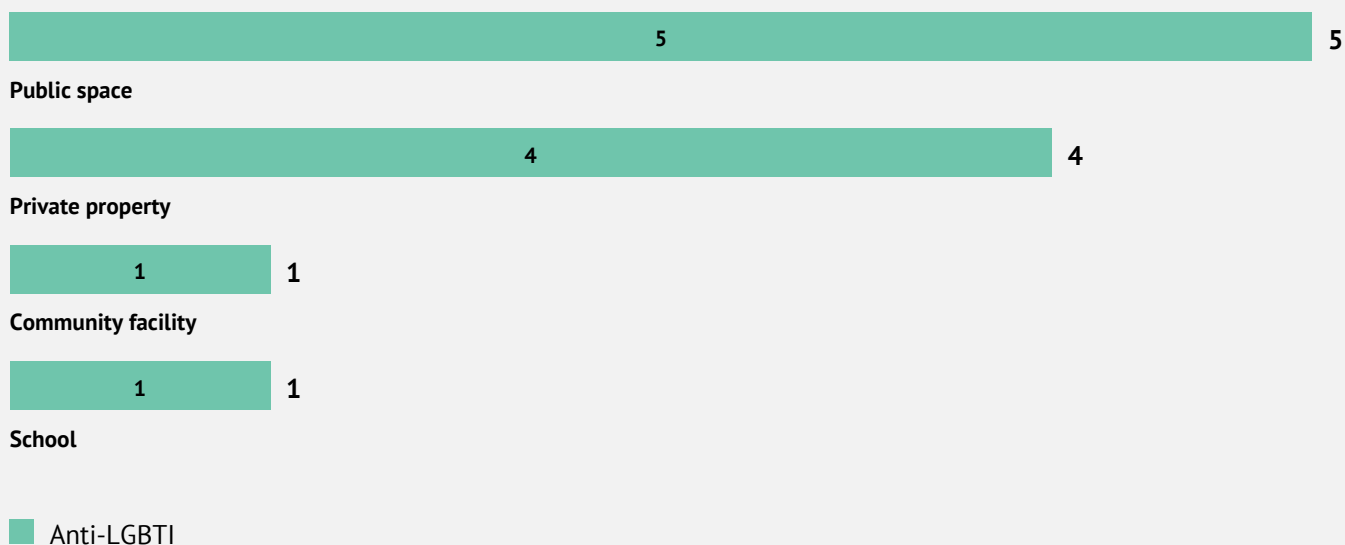 5 5
Public space
4 4
Private property
1 1
Community facility
1 1
School
Anti-LGBTI